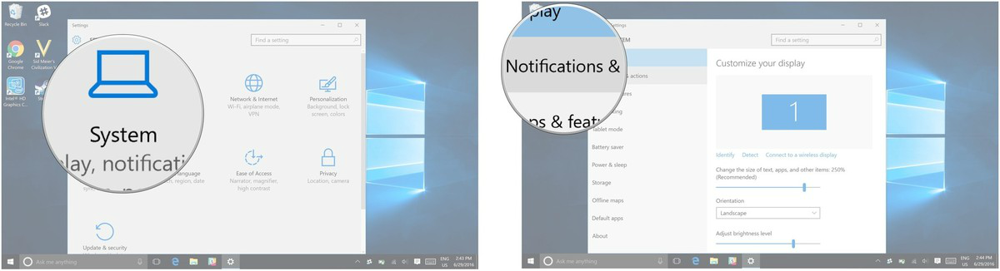 Recycle Bin
Slack
Google Chrome
Sid Meier's Civilization V
Intel® HD Graphics C...
Settings
Find a setting
System
lay, notificati
Network & Internet
Wi-Fi, airplane mode, VPN
Personalization
Background, lock screen, colors
language
region, date
Ease of Access
Narrator, magnifier, high contrast
Privacy
Location, camera
Update & security
Ask me anything
ENG
US
2:43 PM
6/29/2016
play
Notifications &
ps & featu
ettings
EM
Find a setting
& actions
ures
king
Tablet mode
Battery saver
Power & sleep
Storage
Offline maps
Default apps
About
Customize your display
1
Identify
Detect
Connect to a wireless display
Change the size of text, apps, and other items: 250%
(Recommended)
Orientation
Landscape
Adjust brightness level
Ask me anything
ENG
US
2:44 PM
6/29/2016